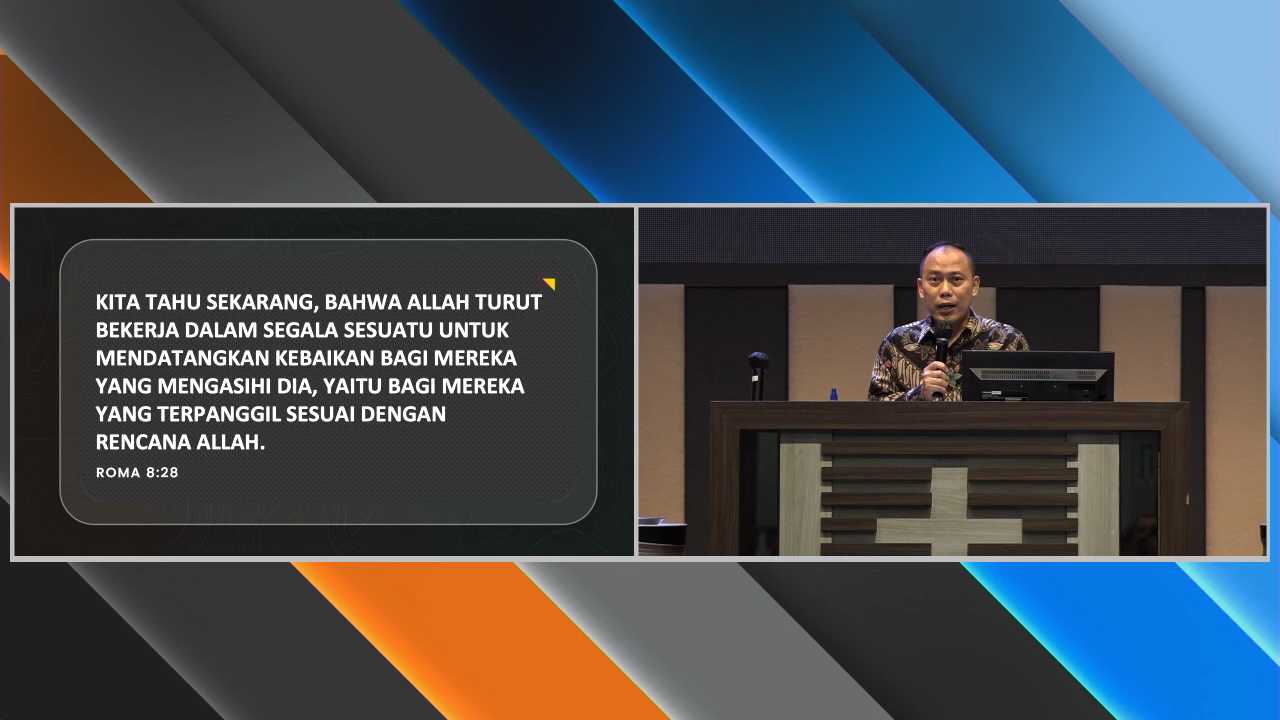 KITA TAHU SEKARANG, BAHWA ALLAH TURUT
BEKERJA DALAM SEGALA SESUATU UNTUK
MENDATANGKAN KEBAIKAN BAGI MEREKA
YANG MENGASIHI DIA, YAITU BAGI MEREKA
YANG TERPANGGIL SESUAI DENGAN
RENCANA ALLAH.
ROMA 8:28